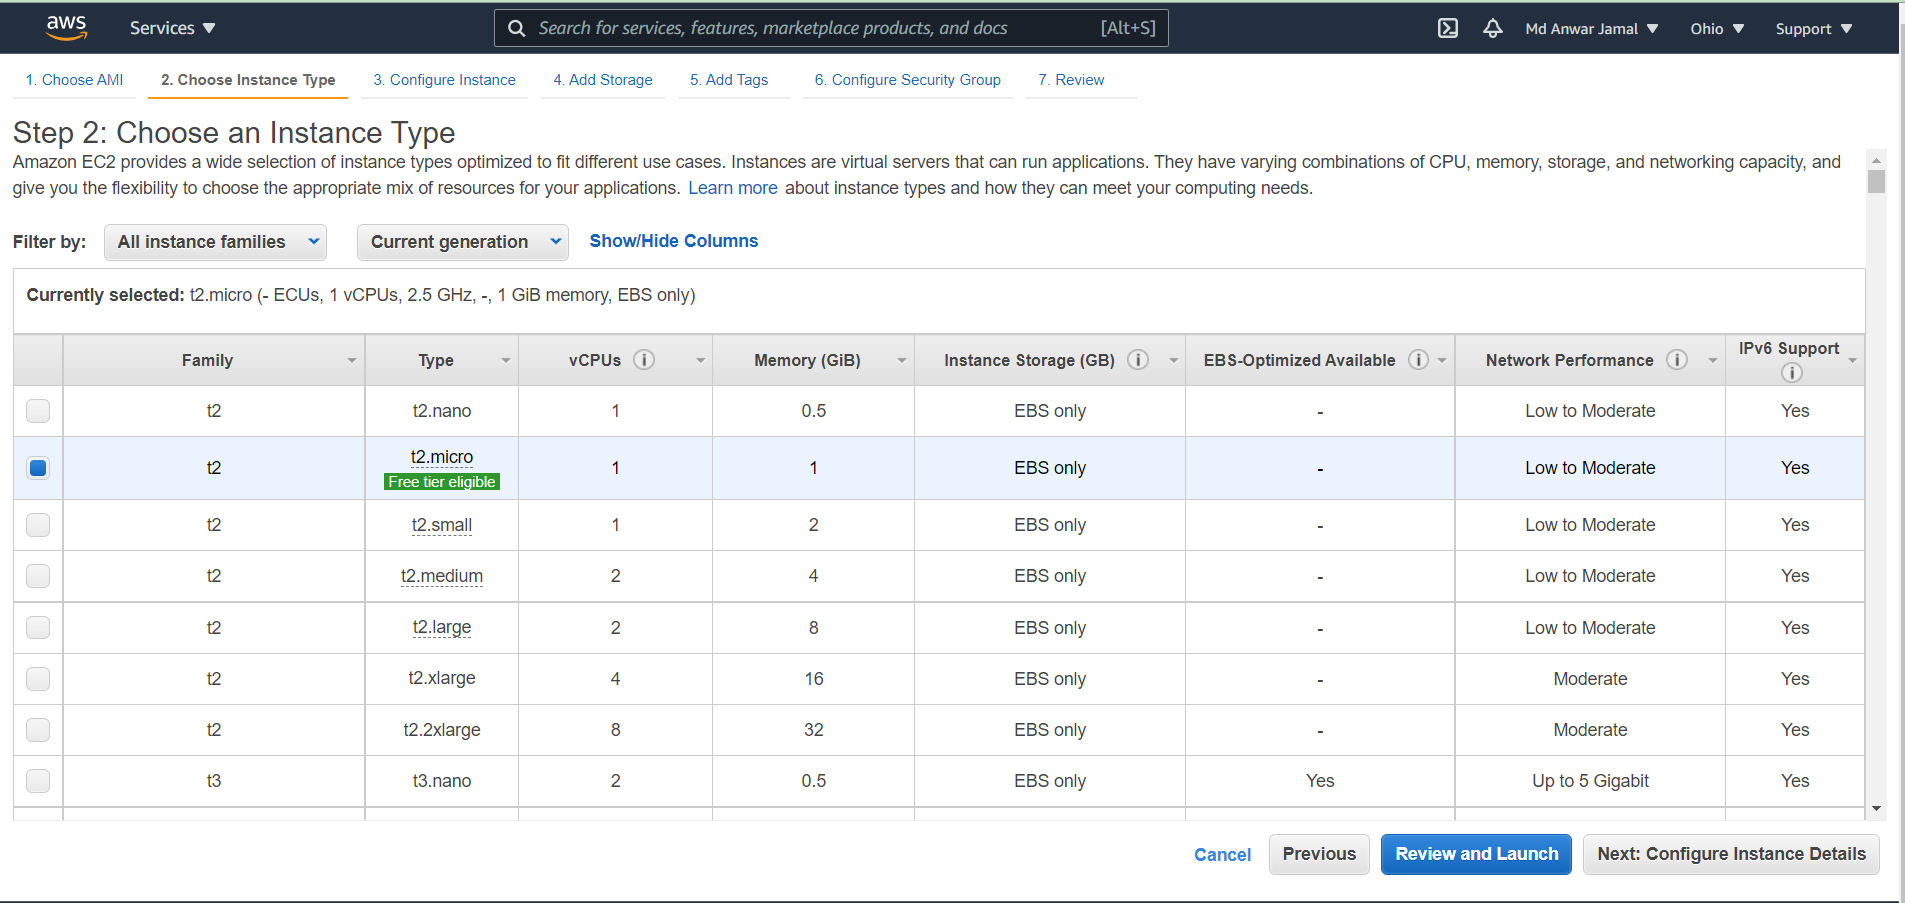 aws Services Search for services, features, marketplace products, and docs [Alt+S] Md Anwar Jamal Ohio Support
1. Choose AMI 2. Choose Instance Type 3. Configure Instance 4. Add Storage 5. Add Tags 6. Configure Security Group 7. Review
Step 2: Choose an Instance Type
Amazon EC2 provides a wide selection of instance types optimized to fit different use cases. Instances are virtual servers that can run applications. They have varying combinations of CPU, memory, storage, and networking capacity, and
give you the flexibility to choose the appropriate mix of resources for your applications. Learn more about instance types and how they can meet your computing needs.
Filter by: All instance families Current generation Show/Hide Columns
Currently selected: t2.micro (- ECUs, 1 vCPUs, 2.5 GHz, -, 1 GiB memory, EBS only)
Family Type vCPUs Memory (GiB) Instance Storage (GB) EBS-Optimized Available Network Performance IPv6 Support
t2 t2.nano 1 0.5 EBS only - Low to Moderate Yes
t2 t2.micro 1 1 EBS only - Low to Moderate Yes
Free tier eligible
t2 t2.small 1 2 EBS only - Low to Moderate Yes
t2 t2.medium 2 4 EBS only - Low to Moderate Yes
t2 t2.large 2 8 EBS only - Low to Moderate Yes
t2 t2.xlarge 4 16 EBS only - Moderate Yes
t2 t2.2xlarge 8 32 EBS only - Moderate Yes
t3 t3.nano 2 0.5 EBS only Yes Up to 5 Gigabit Yes
Cancel Previous Review and Launch Next: Configure Instance Details